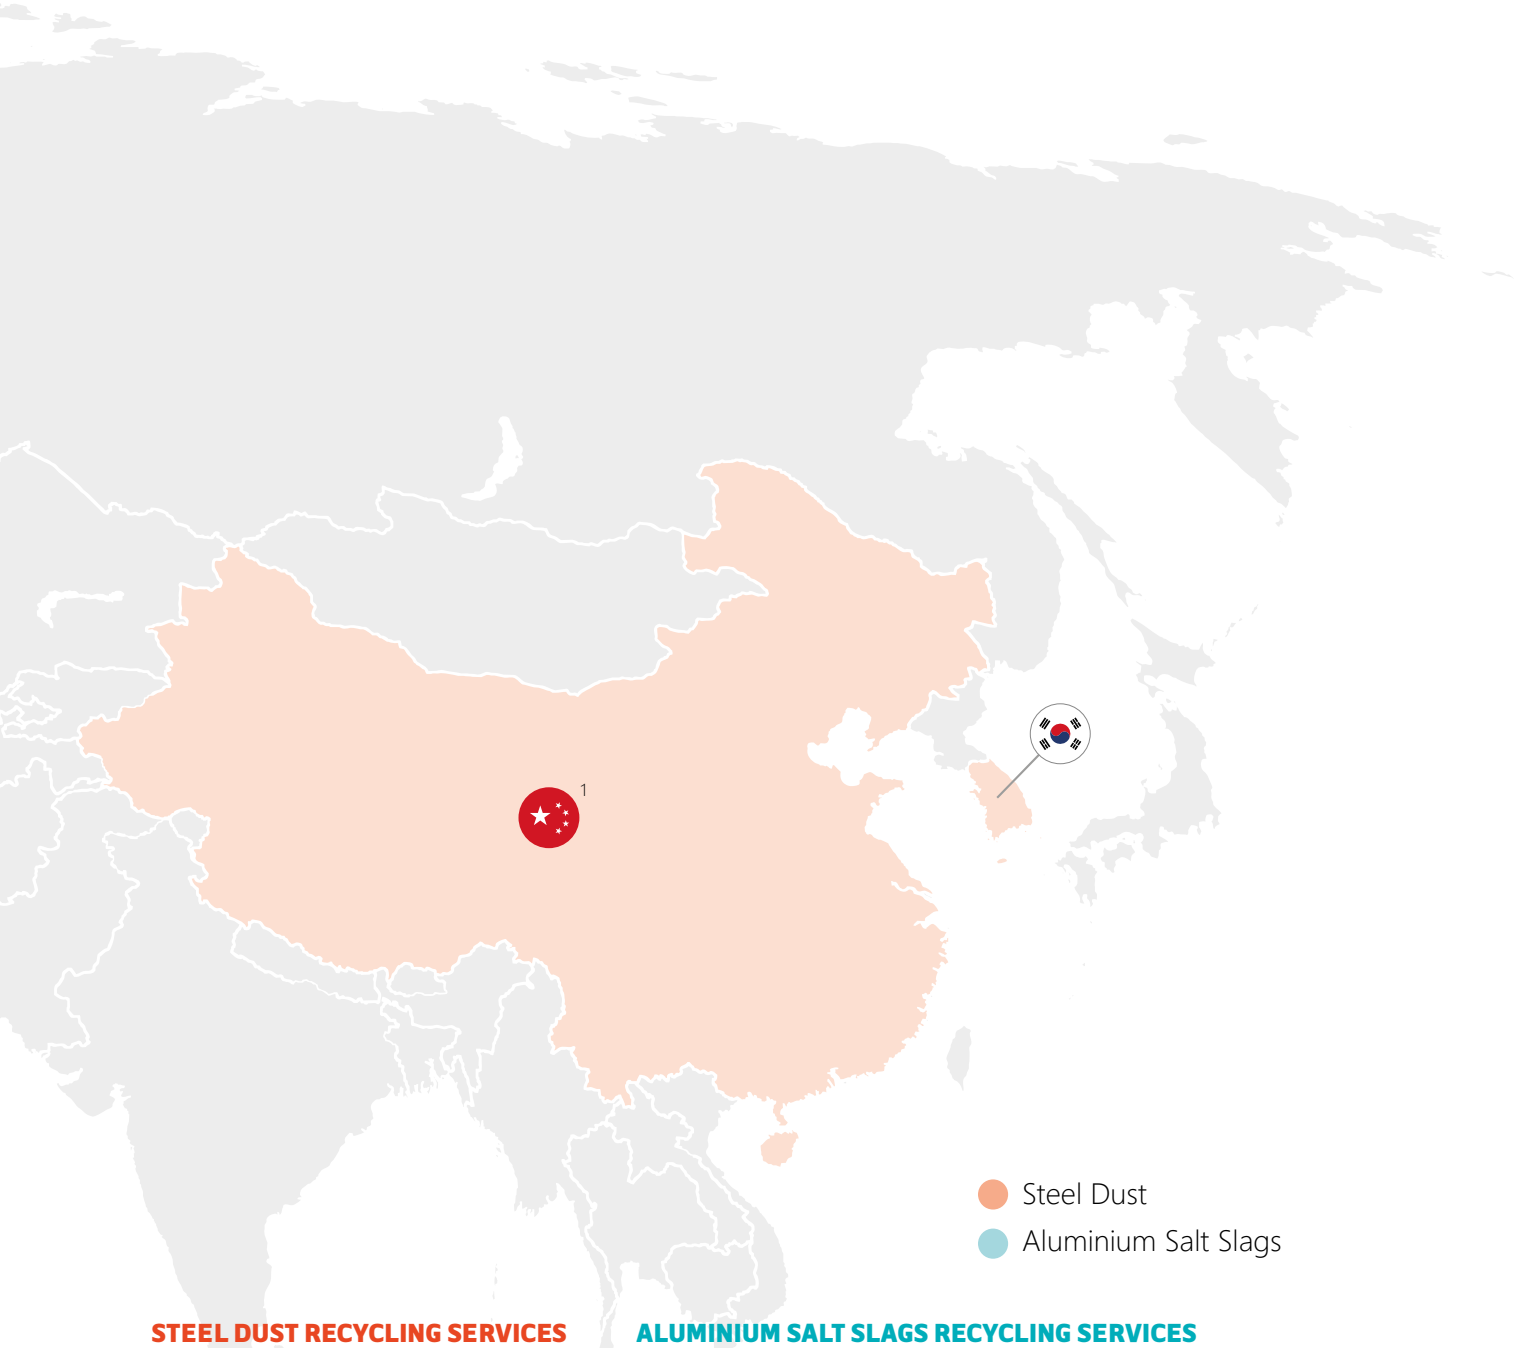 1
Steel Dust
Aluminium Salt Slags
STEEL DUST RECYCLING SERVICES
ALUMINIUM SALT SLAGS RECYCLING SERVICES